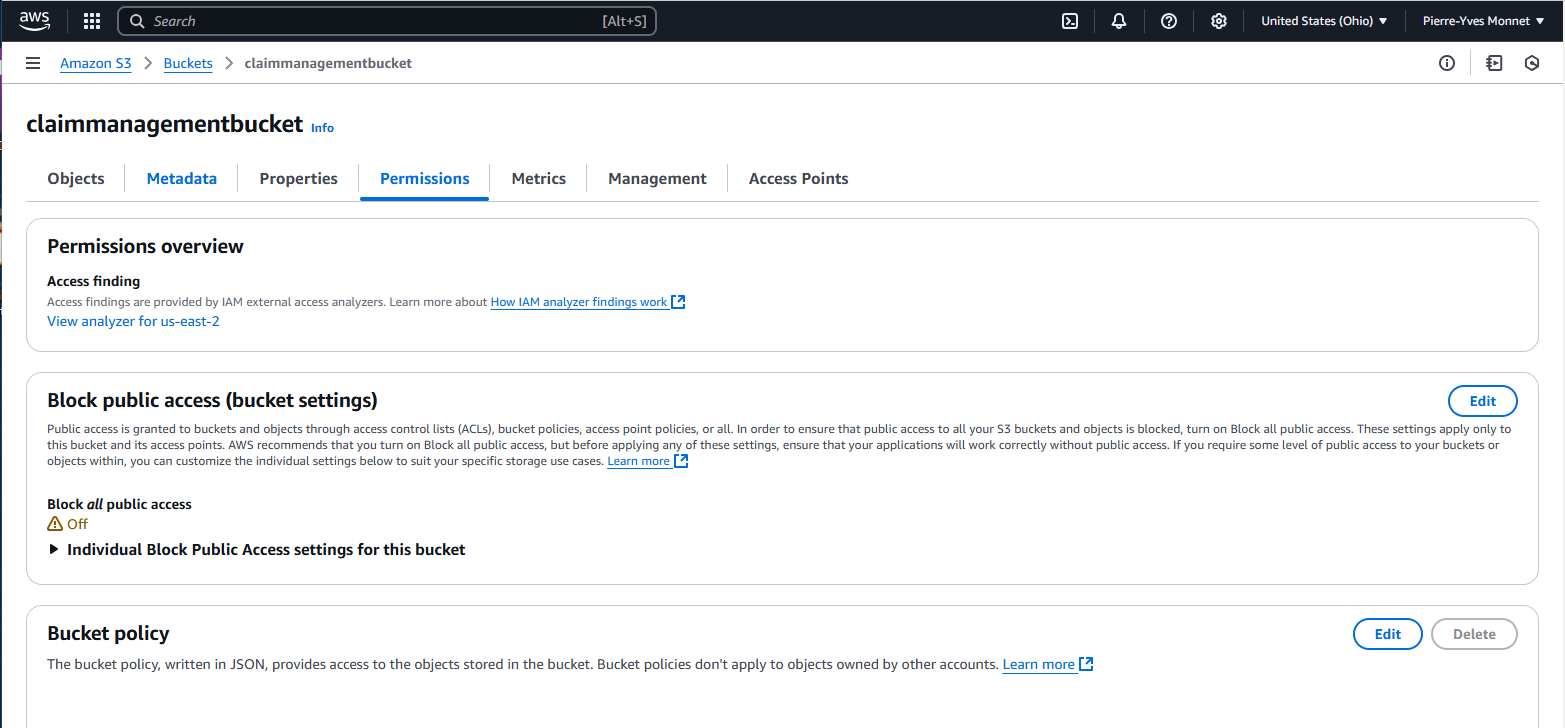 aws
Search [Alt+S]
United States (Ohio)
Pierre-Yves Monnet
Amazon S3 > Buckets > claimmanagementbucket
claimmanagementbucket Info
Objects Metadata Properties Permissions Metrics Management Access Points
Permissions overview
Access finding
Access findings are provided by IAM external access analyzers. Learn more about How IAM analyzer findings work
View analyzer for us-east-2
Block public access (bucket settings)
Edit
Public access is granted to buckets and objects through access control lists (ACLs), bucket policies, access point policies, or all. In order to ensure that public access to all your S3 buckets and objects is blocked, turn on Block all public access. These settings apply only to
this bucket and its access points. AWS recommends that you turn on Block all public access, but before applying any of these settings, ensure that your applications will work correctly without public access. If you require some level of public access to your buckets or
objects within, you can customize the individual settings below to suit your specific storage use cases. Learn more
Block all public access
Off
Individual Block Public Access settings for this bucket
Bucket policy
Edit
Delete
The bucket policy, written in JSON, provides access to the objects stored in the bucket. Bucket policies don't apply to objects owned by other accounts. Learn more